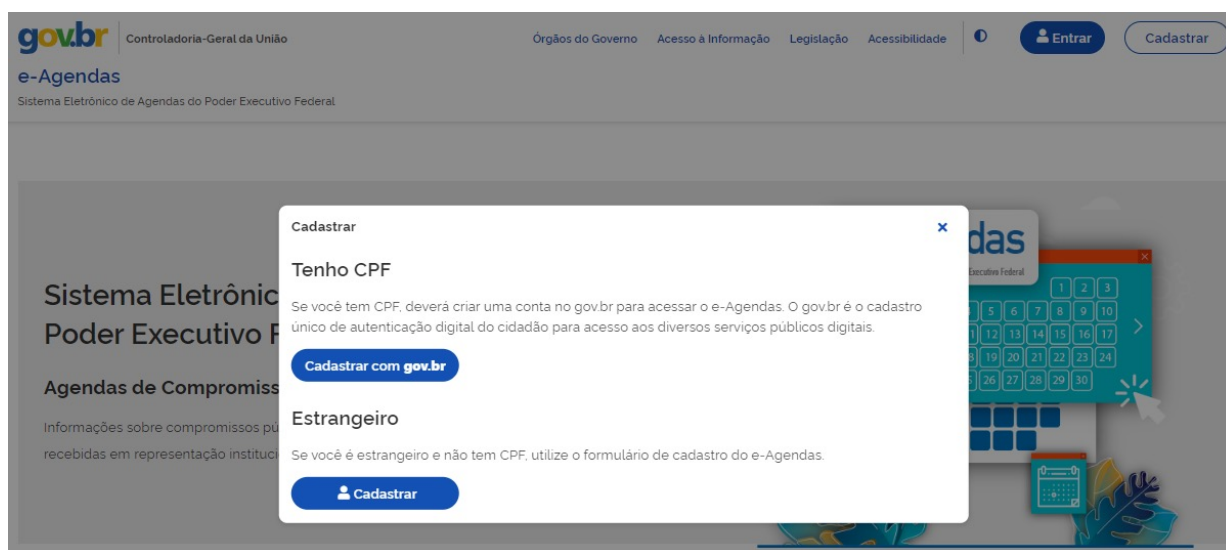 gov.br Controladoria-Geral da União Órgãos do Governo Acesso à Informação Legislação Acessibilidade Entrar Cadastrar
e-Agendas
Sistema Eletrônico de Agendas do Poder Executivo Federal
Cadastrar
Tenho CPF
Se você tem CPF, deverá criar uma conta no gov.br para acessar o e-Agendas. O gov.br é o cadastro
único de autenticação digital do cidadão para acesso aos diversos serviços públicos digitais.
Cadastrar com gov.br
Estrangeiro
Se você é estrangeiro e não tem CPF, utilize o formulário de cadastro do e-Agendas.
Cadastrar
Sistema Eletrônic
Poder Executivo F
Agendas de Compromiss
Informações sobre compromissos pú
recebidas em representação instituci
das
Executivo Federal
1 2 3
5 6 7 8 9 10
11 12 13 14 15 16 17
19 20 21 22 23 24
26 27 28 29 30